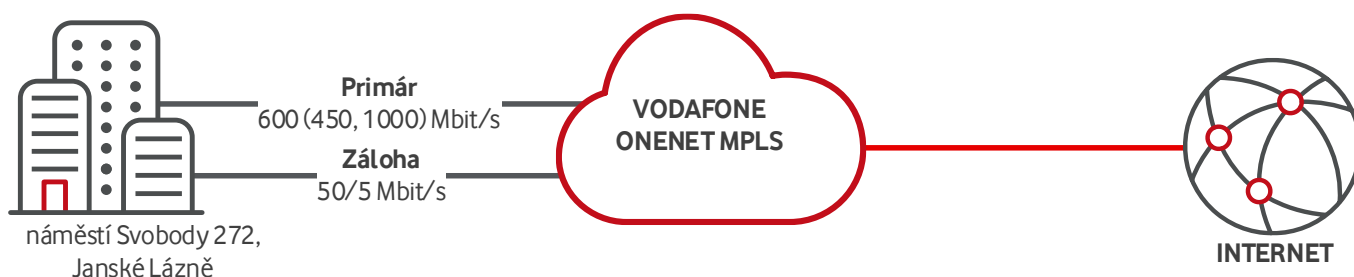 Primár
600 (450, 1000) Mbit/s
Záloha
50/5 Mbit/s
náměstí Svobody 272,
Janské Lázně
VODAFONE
ONENET MPLS
INTERNET